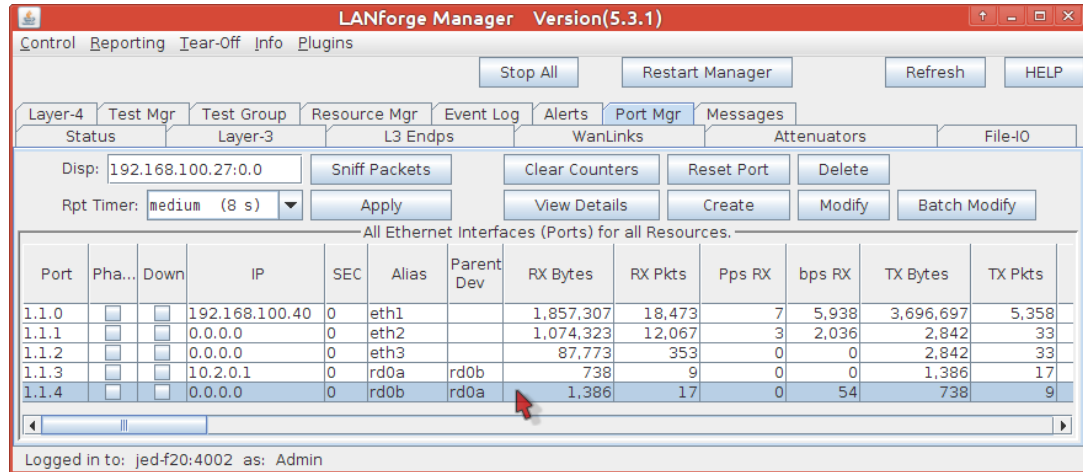 LANforge Manager Version(5.3.1)
Control Reporting Tear-Off Info Plugins
Stop All Restart Manager Refresh HELP
Layer-4 Test Mgr Test Group Resource Mgr Event Log Alerts Port Mgr Messages
Status Layer-3 L3 Endps WanLinks Attenuators File-IO
Disp: 192.168.100.27:0.0 Sniff Packets Clear Counters Reset Port Delete
Rpt Timer: medium (8 s) Apply View Details Create Modify Batch Modify
All Ethernet Interfaces (Ports) for all Resources.
Port Pha... Down IP SEC Alias Parent Dev RX Bytes RX Pkts Pps RX bps RX TX Bytes TX Pkts
1.1.0 192.168.100.40 0 eth1 1,857,307 18,473 7 5,938 3,696,697 5,358
1.1.1 0.0.0.0 0 eth2 1,074,323 12,067 3 2,036 2,842 33
1.1.2 0.0.0.0 0 eth3 87,773 353 0 0 2,842 33
1.1.3 10.2.0.1 0 rd0a rd0b 738 9 0 0 1,386 17
1.1.4 0.0.0.0 0 rd0b rd0a 1,386 17 0 54 738 9
Logged in to: jed-f20:4002 as: Admin